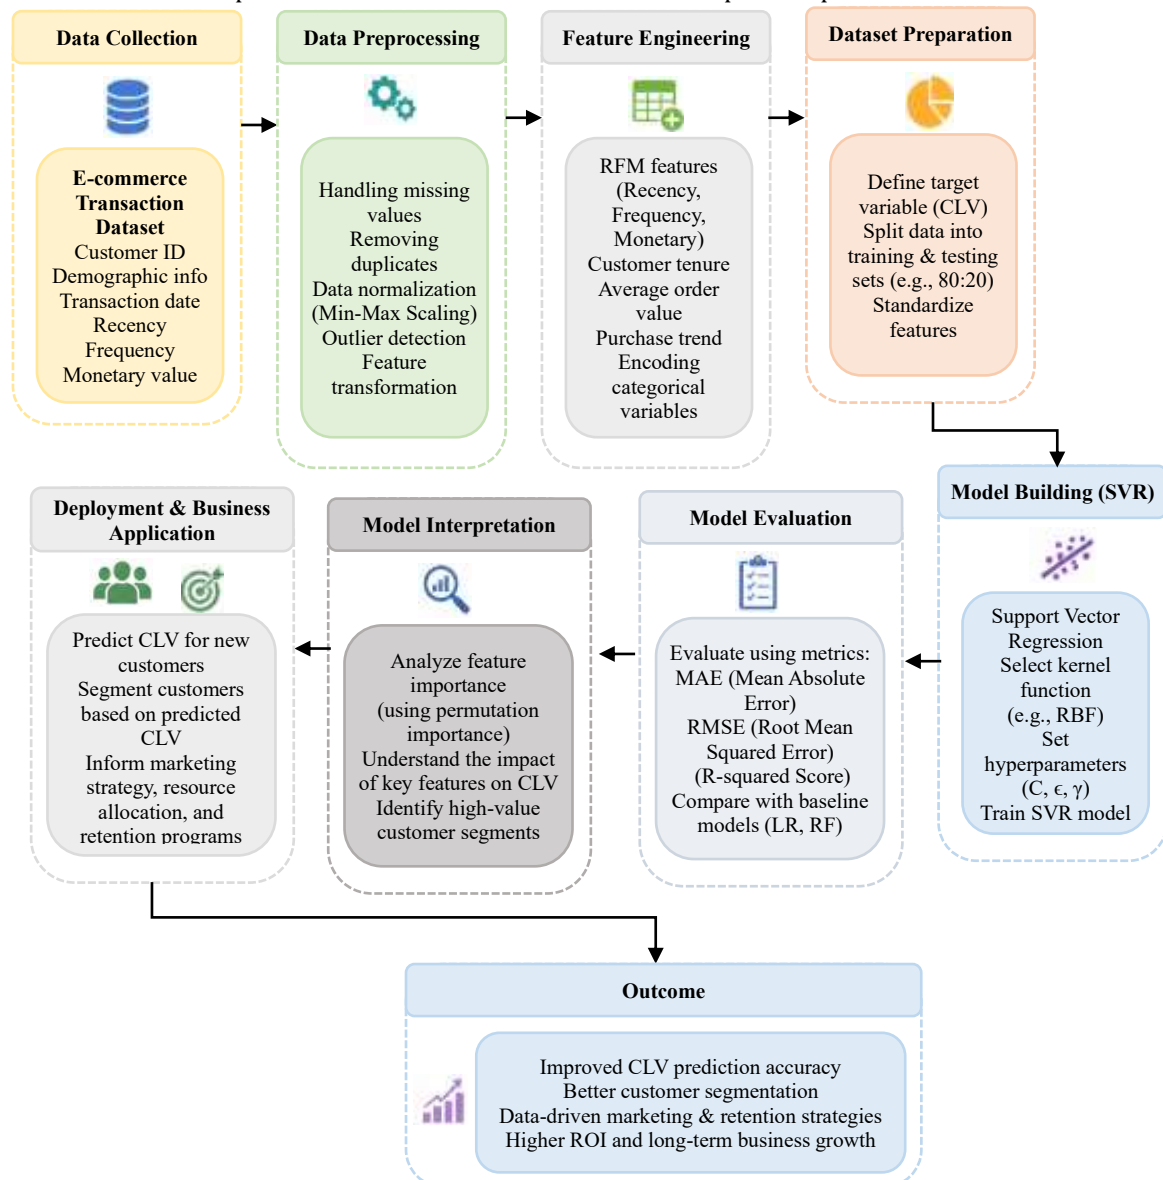 Data Collection
E-commerce
Transaction
Dataset
Customer ID
Demographic info
Transaction date
Recency
Frequency
Monetary value
Data Preprocessing
Handling missing
values
Removing
duplicates
Data normalization
(Min-Max Scaling)
Outlier detection
Feature
transformation
Feature Engineering
RFM features
(Recency,
Frequency,
Monetary)
Customer tenure
Average order
value
Purchase trend
Encoding
categorical
variables
Dataset Preparation
Define target
variable (CLV)
Split data into
training & testing
sets (e.g., 80:20)
Standardize
features
Model Building (SVR)
Support Vector
Regression
Select kernel
function
(e.g., RBF)
Set
hyperparameters
(C, ϵ, γ)
Train SVR model
Model Evaluation
Evaluate using metrics:
MAE (Mean Absolute
Error)
RMSE (Root Mean
Squared Error)
(R-squared Score)
Compare with baseline
models (LR, RF)
Model Interpretation
Analyze feature
importance
(using permutation
importance)
Understand the impact
of key features on CLV
Identify high-value
customer segments
Deployment & Business
Application
Predict CLV for new
customers
Segment customers
based on predicted
CLV
Inform marketing
strategy, resource
allocation, and
retention programs
Outcome
Improved CLV prediction accuracy
Better customer segmentation
Data-driven marketing & retention strategies
Higher ROI and long-term business growth